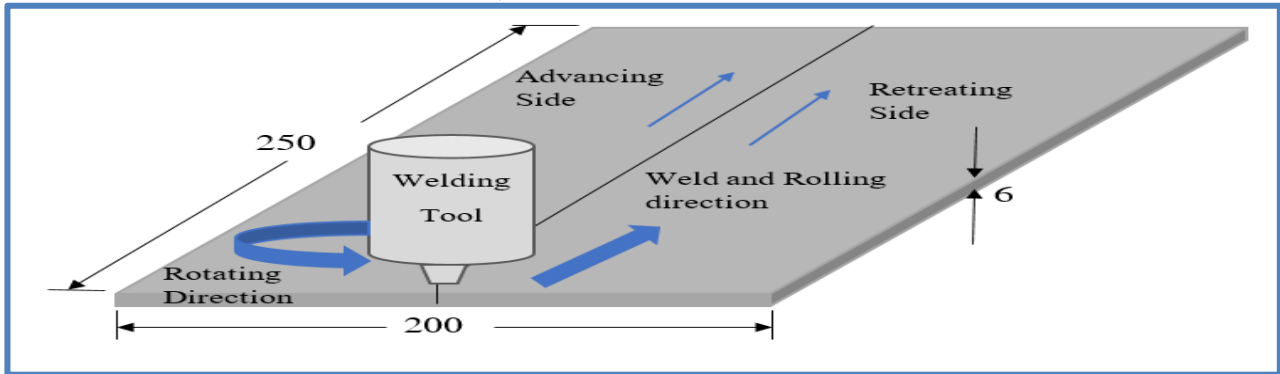 Advancing
Side
Retreating
Side
250
Welding
Tool
Weld and Rolling
direction
6
Rotating
Direction
200